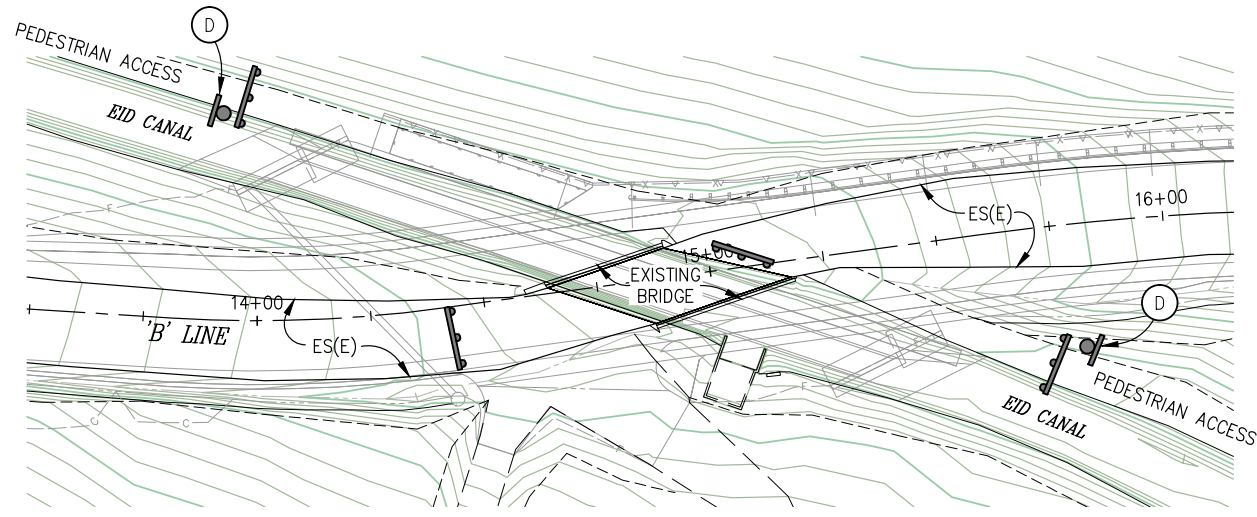 D
PEDESTRIAN ACCESS
EID CANAL
16+00
ES(E)
15+00
EXISTING
BRIDGE
14+00
'B' LINE
ES(E)
D
PEDESTRIAN ACCESS
EID CANAL